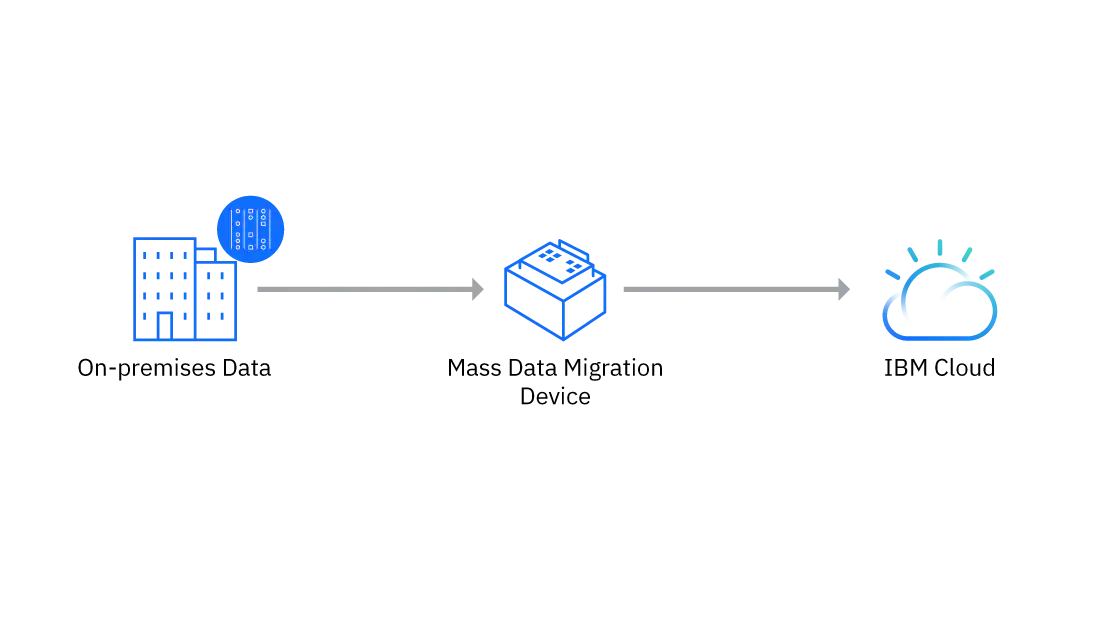 On-premises Data
Mass Data Migration
Device
IBM Cloud